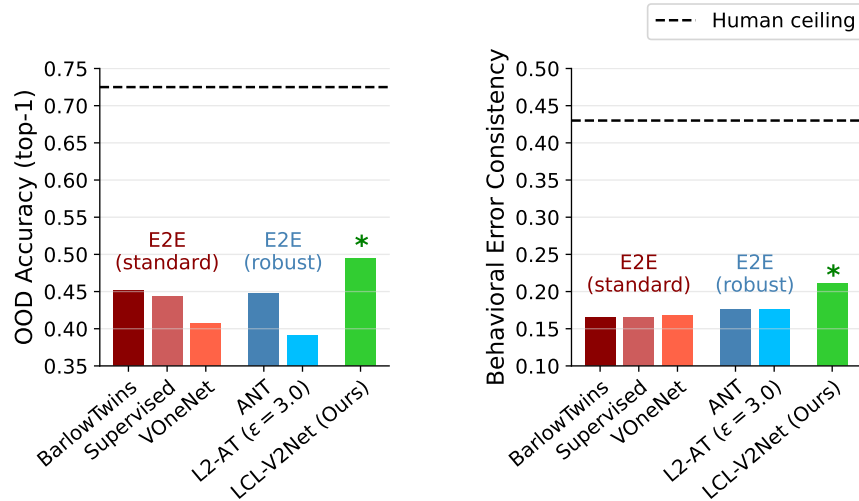 Human ceiling
OOD Accuracy (top-1)
0.75
0.70
0.65
0.60
0.55
0.50
0.45
0.40
0.35
E2E
(standard)
E2E
(robust)
*
BarlowTwins
Supervised
VOneNet
ANT
L2-AT (ε = 3.0)
LCL-V2Net (Ours)
Behavioral Error Consistency
0.50
0.45
0.40
0.35
0.30
0.25
0.20
0.15
0.10
E2E
(standard)
E2E
(robust)
*
BarlowTwins
Supervised
VOneNet
ANT
L2-AT (ε = 3.0)
LCL-V2Net (Ours)